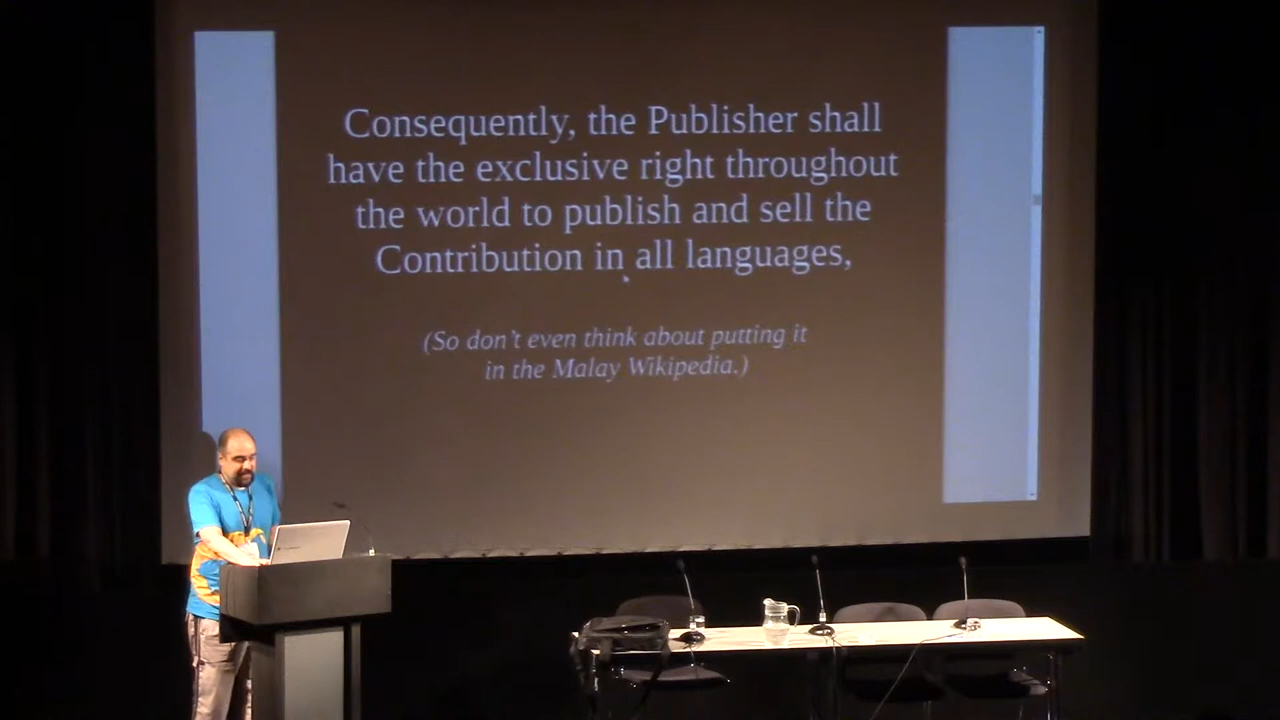 Consequently, the Publisher shall
have the exclusive right throughout
the world to publish and sell the
Contribution in all languages,
(So don't even think about putting it
in the Malay Wikipedia.)